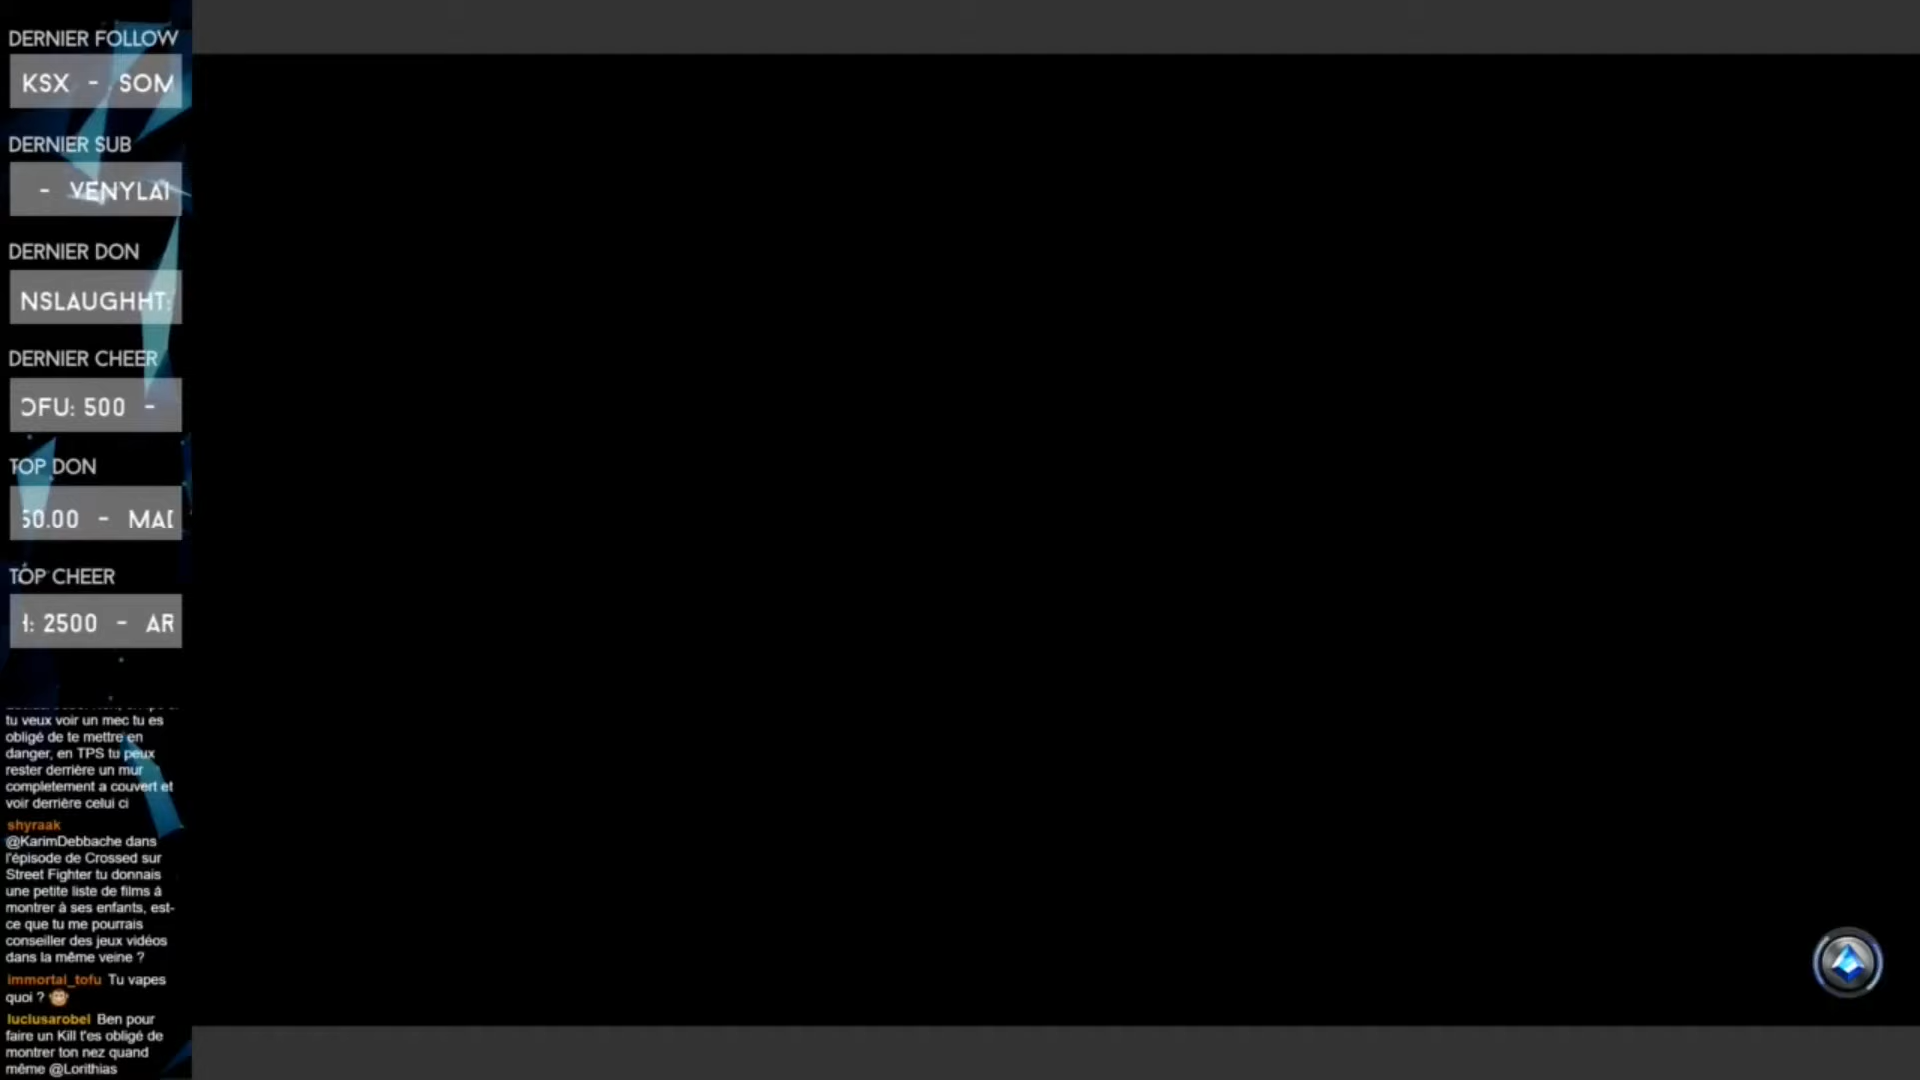 DERNIER FOLLOW
KSX - SOM
DERNIER SUB
- VENYLAI
DERNIER DON
NSLAUGHHT:
DERNIER CHEER
OFU: 500 -
TOP DON
50.00 - MAD
TOP CHEER
H: 2500 - AR
tu veux voir un mec tu es
obligé de te mettre en
danger, en TPS tu peux
rester derrière un mur
completement a couvert et
voir derrière celui ci
shyraak
@KarimDebbache dans
l'épisode de Crossed sur
Street Fighter tu donnais
une petite liste de films à
montrer à ses enfants, est-
ce que tu me pourrais
conseiller des jeux vidéos
dans la même veine ?
immortal_tofu Tu vapes
quoi ?
luciusarobel Ben pour
faire un Kill t'es obligé de
montrer ton nez quand
même @Lorithias